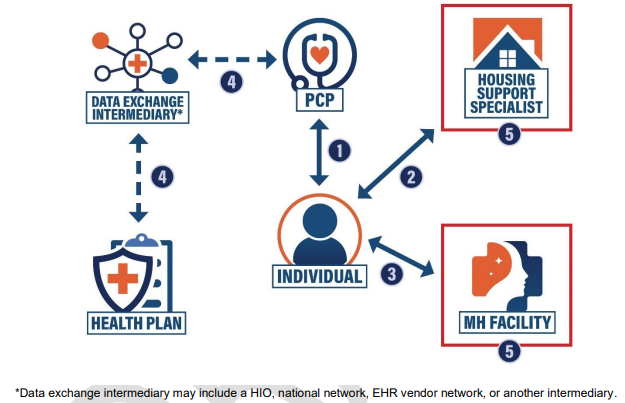 DATA EXCHANGE
INTERMEDIARY*
4
PCP
HOUSING
SUPPORT
SPECIALIST
5
1
2
4
HEALTH PLAN
INDIVIDUAL
3
MH FACILITY
5
*Data exchange intermediary may include a HIO, national network, EHR vendor network, or another intermediary.